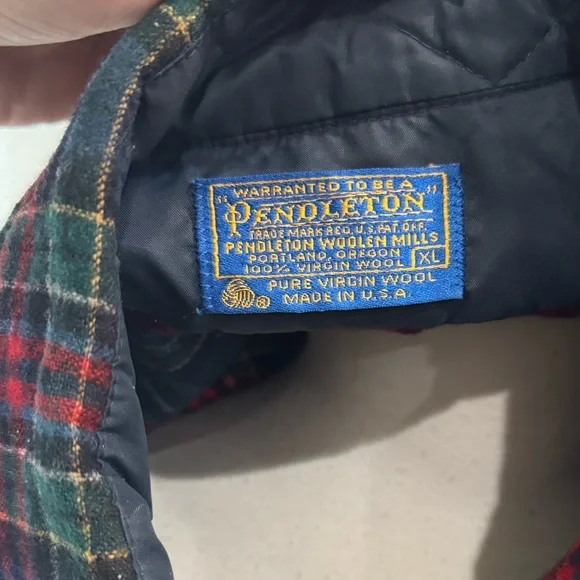 WARRANTED TO BE A
"PENDLETON"
TRADE MARK REG. U.S. PAT. OFF.
PENDLETON WOOLEN MILLS
PORTLAND, OREGON
100% VIRGIN WOOL XL
PURE VIRGIN WOOL
MADE IN U.S.A.